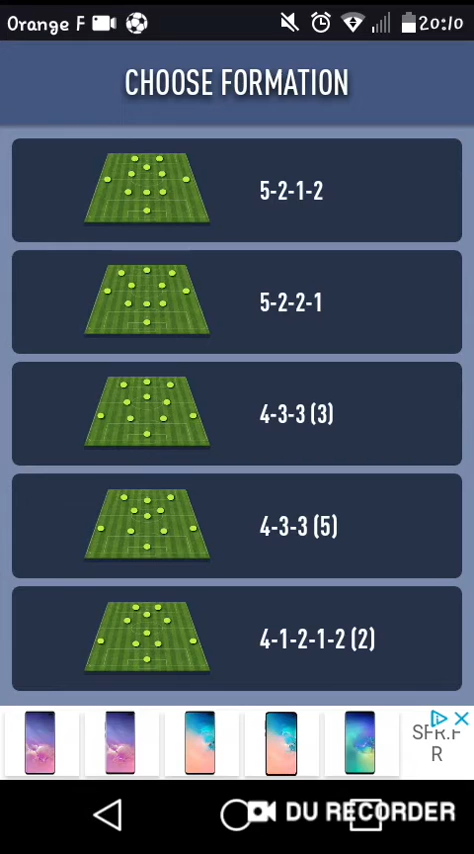 Orange F
20:10
CHOOSE FORMATION
5-2-1-2
5-2-2-1
4-3-3 (3)
4-3-3 (5)
4-1-2-1-2 (2)
SFR.F
R
DU RECORDER